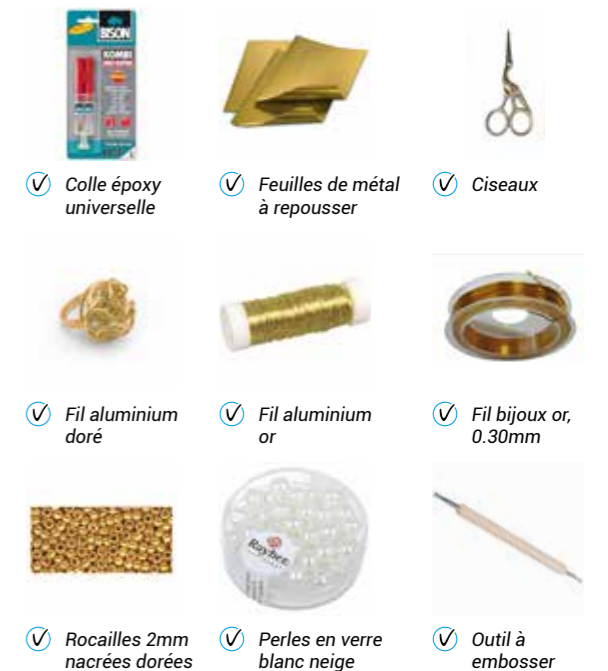 BISON
KOMBI
Colle époxy
universelle
Feuilles de métal
à repousser
Ciseaux
Fil aluminium
doré
Fil aluminium
or
Fil bijoux or,
0.30mm
Rayher
Rocailles 2mm
nacrées dorées
Perles en verre
blanc neige
Outil à
embosser